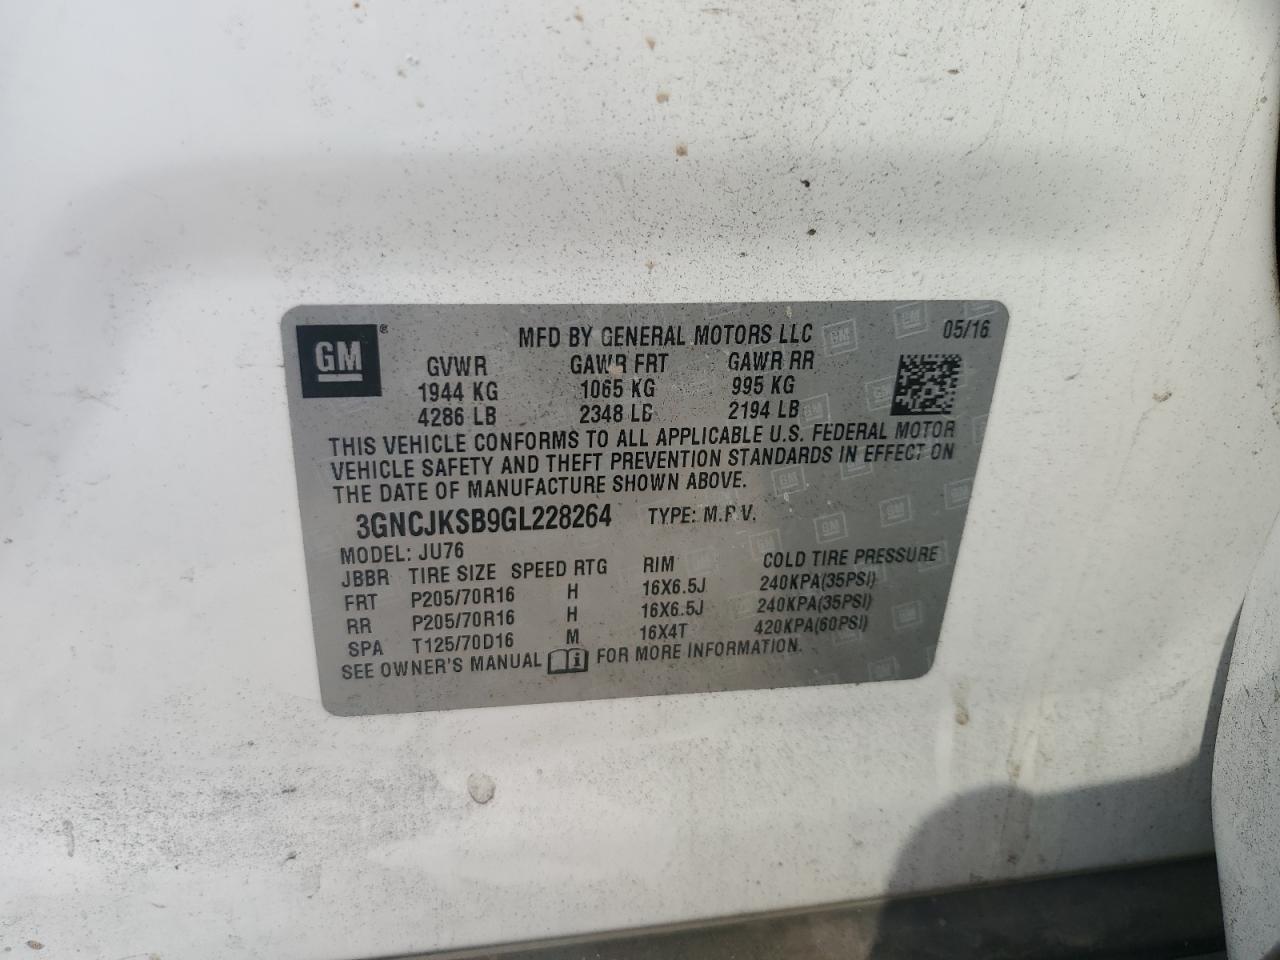 GM ®
MFD BY GENERAL MOTORS LLC 05/16
GVWR GAWR FRT GAWR RR
1944 KG 1065 KG 995 KG
4286 LB 2348 LB 2194 LB
THIS VEHICLE CONFORMS TO ALL APPLICABLE U.S. FEDERAL MOTOR
VEHICLE SAFETY AND THEFT PREVENTION STANDARDS IN EFFECT ON
THE DATE OF MANUFACTURE SHOWN ABOVE.
3GNCJKSB9GL228264 TYPE: M.P.V.
MODEL: JU76
JBBR TIRE SIZE SPEED RTG RIM COLD TIRE PRESSURE
FRT P205/70R16 H 16X6.5J 240KPA(35PSI)
RR P205/70R16 H 16X6.5J 240KPA(35PSI)
SPA T125/70D16 M 16X4T 420KPA(60PSI)
SEE OWNER'S MANUAL FOR MORE INFORMATION.